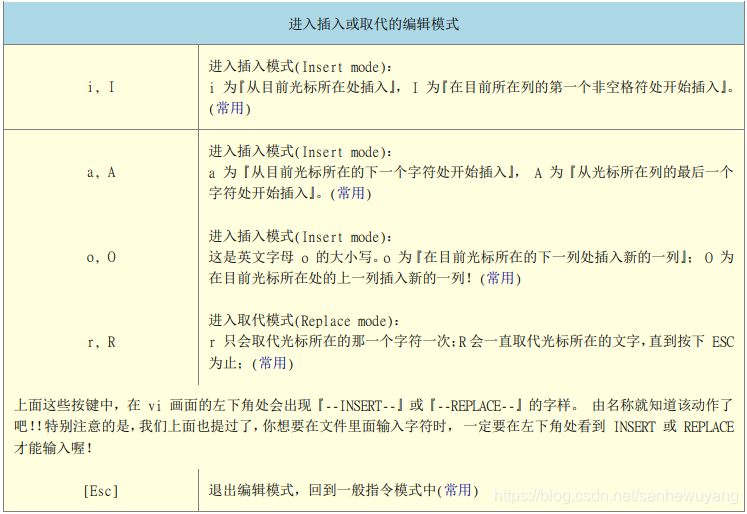 进入插入或取代的编辑模式
i, I
进入插入模式(Insert mode)：
i 为『从目前光标所在处插入』， I 为『在目前所在列的第一个非空格符处开始插入』。
(常用)
a, A
进入插入模式(Insert mode)：
a 为『从目前光标所在的下一个字符处开始插入』， A 为『从光标所在列的最后一个
字符处开始插入』。(常用)
o, O
进入插入模式(Insert mode)：
这是英文字母 o 的大小写。o 为『在目前光标所在的下一列处插入新的一列』； O 为
在目前光标所在处的上一列插入新的一列！(常用)
r, R
进入取代模式(Replace mode)：
r 只会取代光标所在的那一个字符一次；R会一直取代光标所在的文字，直到按下 ESC
为止；(常用)
上面这些按键中，在 vi 画面的左下角处会出现『--INSERT--』或『--REPLACE--』的字样。 由名称就知道该动作了
吧！！特别注意的是，我们上面也提过了，你想要在文件里面输入字符时， 一定要在左下角处看到 INSERT 或 REPLACE
才能输入喔！
[Esc]
退出编辑模式，回到一般指令模式中(常用)
https://blog.csdn.net/sanhewuyang